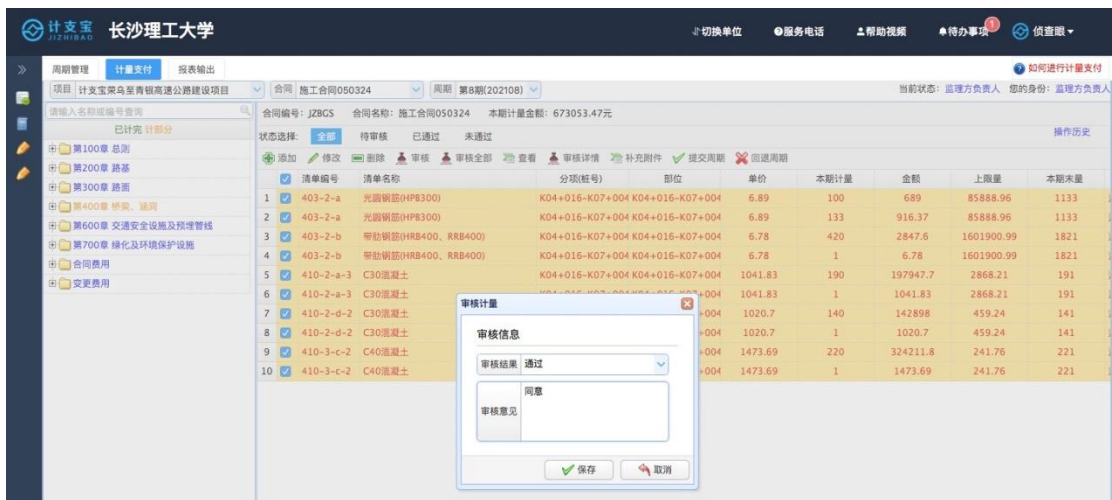 计支宝 JIZHIBAO 长沙理工大学 切换单位 服务电话 帮助视频 待办事项 1 侦查眼
周期管理 计量支付 报表输出 如何进行计量支付
项目 计支宝荣乌至青银高速公路建设项目 合同 施工合同050324 周期 第8期(202108) 当前状态: 监理方负责人 您的身份: 监理方负责人
请输入名称或编号查询 合同编号: JZBGS 合同名称: 施工合同050324 本期计量金额: 673053.47元
已计完 计部分
状态选择: 全部 待审核 已通过 未通过 操作历史
添加 修改 删除 审核 审核全部 查看 审核详情 补充附件 提交周期 回退周期
第100章 总则
第200章 路基
第300章 路面
第400章 桥梁、涵洞
第600章 交通安全设施及预埋管线
第700章 绿化及环境保护设施
合同费用
变更费用
清单编号 清单名称 分项(桩号) 部位 单价 本期计量 金额 上限量 本期末量
1 403-2-a 光圆钢筋(HPB300) K04+016-K07+004 K04+016-K07+004 6.89 100 689 85888.96 1133
2 403-2-a 光圆钢筋(HPB300) K04+016-K07+004 K04+016-K07+004 6.89 133 916.37 85888.96 1133
3 403-2-b 带肋钢筋(HRB400、RRB400) K04+016-K07+004 K04+016-K07+004 6.78 420 2847.6 1601900.99 1821
4 403-2-b 带肋钢筋(HRB400、RRB400) K04+016-K07+004 K04+016-K07+004 6.78 1 6.78 1601900.99 1821
5 410-2-a-3 C30混凝土 K04+016-K07+004 K04+016-K07+004 1041.83 190 197947.7 2868.21 191
6 410-2-a-3 C30混凝土 +004 1041.83 1 1041.83 2868.21 191
7 410-2-d-2 C30混凝土 +004 1020.7 140 142898 459.24 141
8 410-2-d-2 C30混凝土 +004 1020.7 1 1020.7 459.24 141
9 410-3-c-2 C40混凝土 +004 1473.69 220 324211.8 241.76 221
10 410-3-c-2 C40混凝土 +004 1473.69 1 1473.69 241.76 221
审核计量
审核信息
审核结果 通过
审核意见 同意
保存 取消